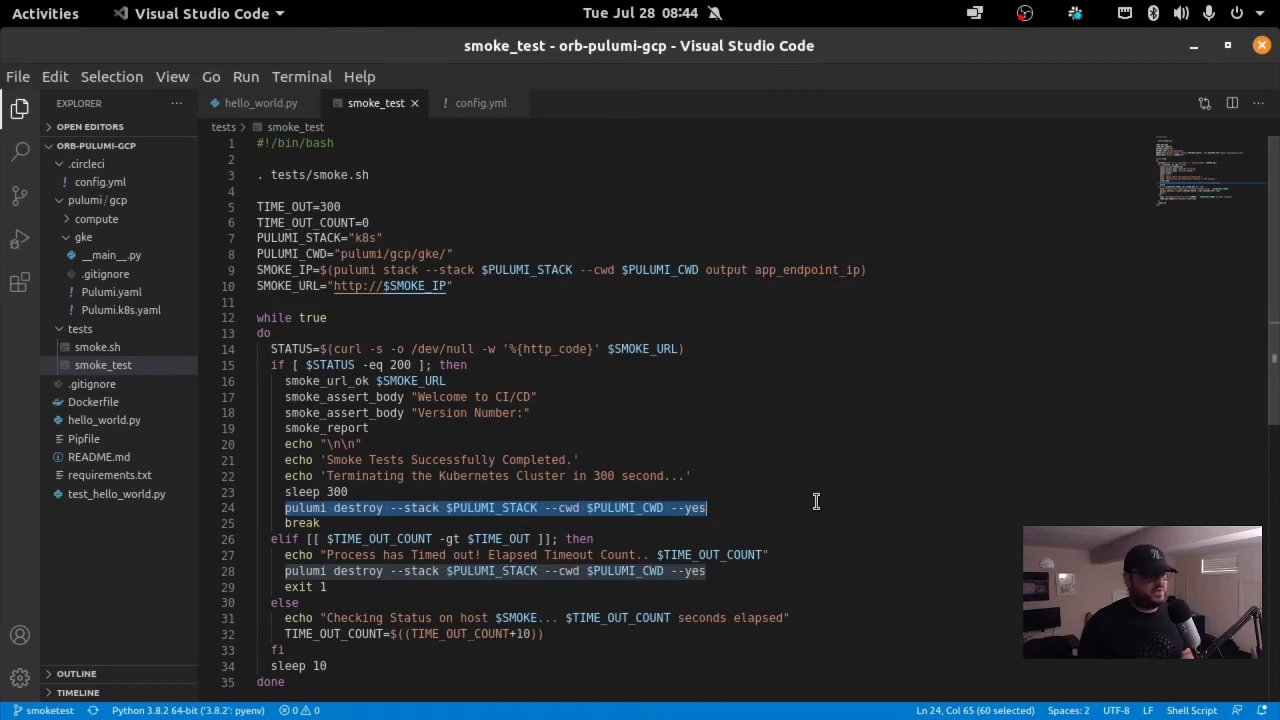 Activities
Visual Studio Code
Tue Jul 28 08:44
smoke_test - orb-pulumi-gcp - Visual Studio Code
File Edit Selection View Go Run Terminal Help
EXPLORER
hello_world.py
smoke_test
config.yml
OPEN EDITORS
ORB-PULUMI-GCP
.circleci
config.yml
pulumi / gcp
compute
gke
__main__.py
.gitignore
Pulumi.yaml
Pulumi.k8s.yaml
tests
smoke.sh
smoke_test
.gitignore
Dockerfile
hello_world.py
Pipfile
README.md
requirements.txt
test_hello_world.py
OUTLINE
TIMELINE
tests > smoke_test
1 #!/bin/bash
2
3 . tests/smoke.sh
4
5 TIME_OUT=300
6 TIME_OUT_COUNT=0
7 PULUMI_STACK="k8s"
8 PULUMI_CWD="pulumi/gcp/gke/"
9 SMOKE_IP=$(pulumi stack --stack $PULUMI_STACK --cwd $PULUMI_CWD output app_endpoint_ip)
10 SMOKE_URL="http://$SMOKE_IP"
11
12 while true
13 do
14 STATUS=$(curl -s -o /dev/null -w '%{http_code}' $SMOKE_URL)
15 if [ $STATUS -eq 200 ]; then
16 smoke_url_ok $SMOKE_URL
17 smoke_assert_body "Welcome to CI/CD"
18 smoke_assert_body "Version Number:"
19 smoke_report
20 echo "\n\n"
21 echo 'Smoke Tests Successfully Completed.'
22 echo 'Terminating the Kubernetes Cluster in 300 second...'
23 sleep 300
24 pulumi destroy --stack $PULUMI_STACK --cwd $PULUMI_CWD --yes
25 break
26 elif [[ $TIME_OUT_COUNT -gt $TIME_OUT ]]; then
27 echo "Process has Timed out! Elapsed Timeout Count.. $TIME_OUT_COUNT"
28 pulumi destroy --stack $PULUMI_STACK --cwd $PULUMI_CWD --yes
29 exit 1
30 else
31 echo "Checking Status on host $SMOKE... $TIME_OUT_COUNT seconds elapsed"
32 TIME_OUT_COUNT=$((TIME_OUT_COUNT+10))
33 fi
34 sleep 10
35 done
smoketest
Python 3.8.2 64-bit ('3.8.2': pyenv)
0 0
Ln 24, Col 65 (60 selected)
Spaces: 2
UTF-8
LF
Shell Script